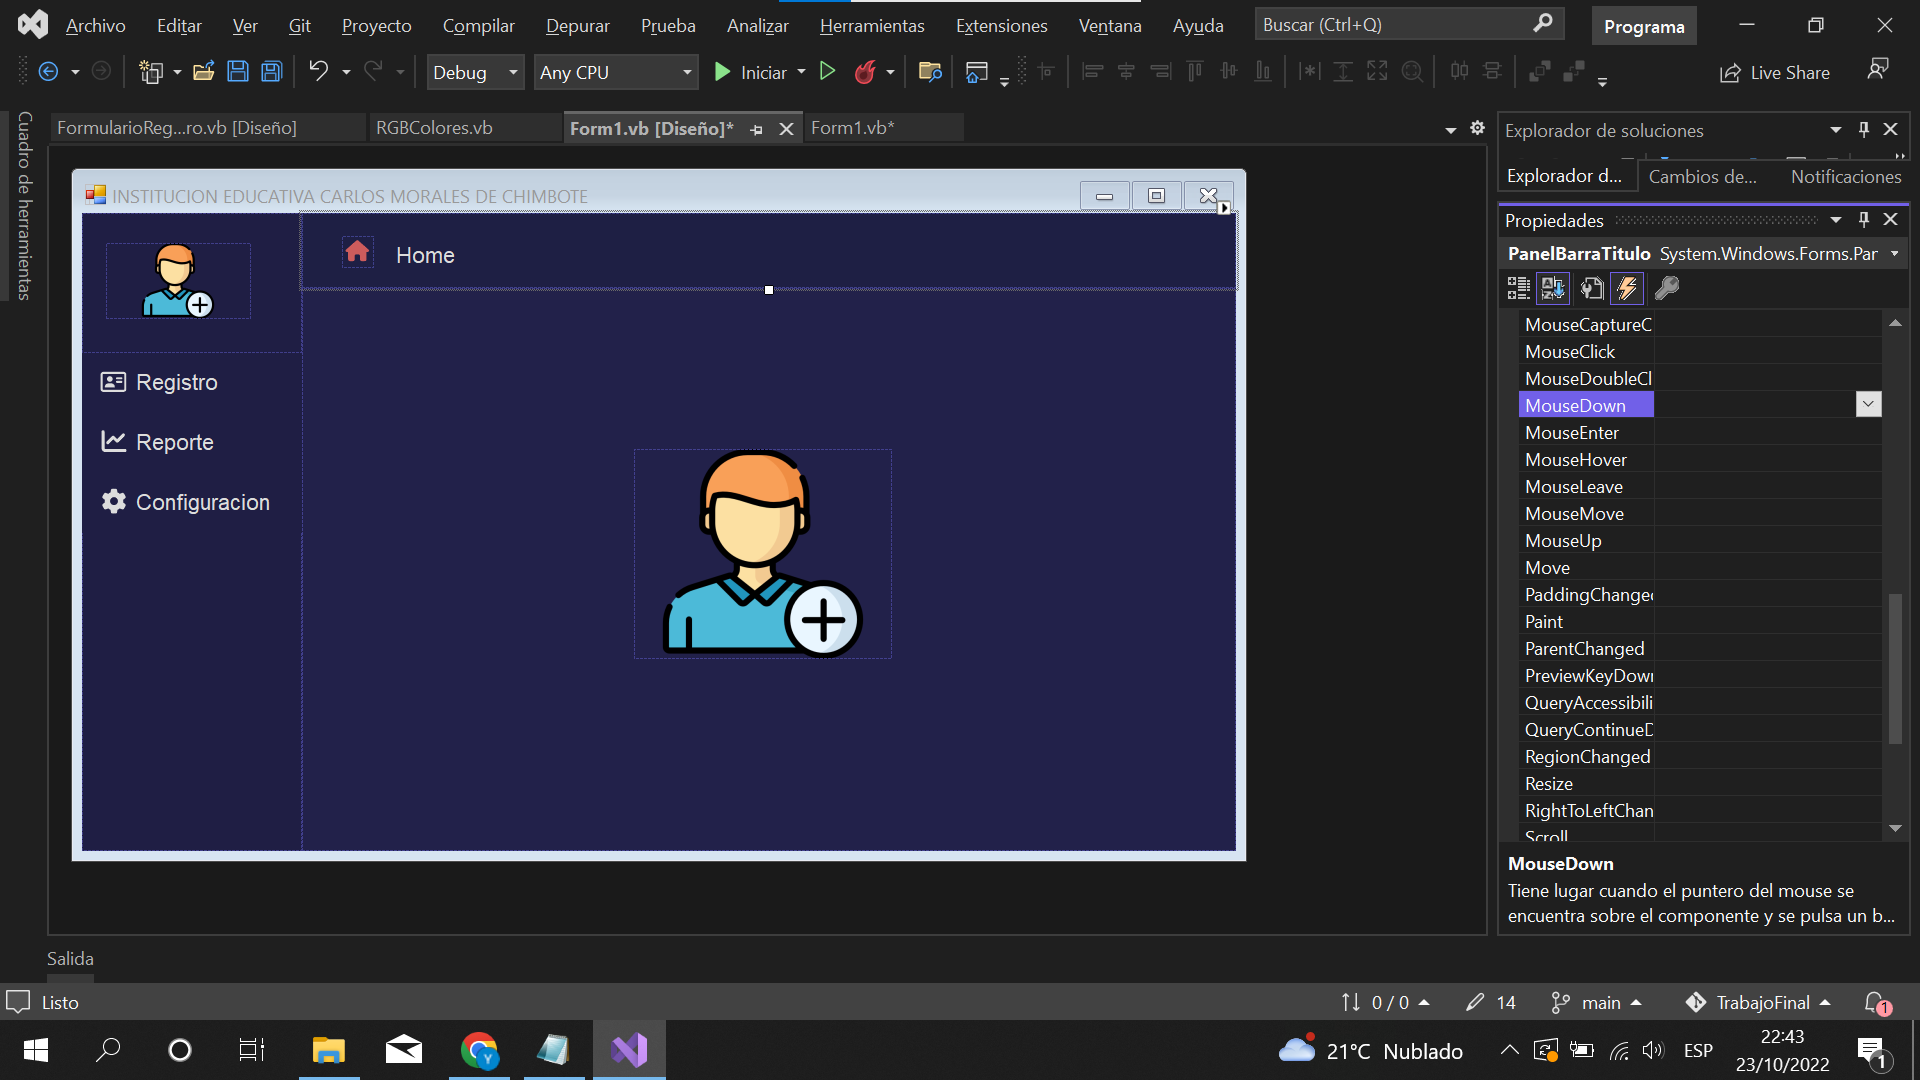 Archivo Editar Ver Git Proyecto Compilar Depurar Prueba Analizar Herramientas Extensiones Ventana Ayuda Buscar (Ctrl+Q) Programa
Debug Any CPU Iniciar Live Share
Cuadro de herramientas
FormularioReg...ro.vb [Diseño] RGBColores.vb Form1.vb [Diseño]* Form1.vb*
INSTITUCION EDUCATIVA CARLOS MORALES DE CHIMBOTE
Home
Registro
Reporte
Configuracion
Explorador de soluciones
Explorador d... Cambios de... Notificaciones
Propiedades
PanelBarraTitulo System.Windows.Forms.Par
MouseCaptureC
MouseClick
MouseDoubleCl
MouseDown
MouseEnter
MouseHover
MouseLeave
MouseMove
MouseUp
Move
PaddingChanged
Paint
ParentChanged
PreviewKeyDown
QueryAccessibili
QueryContinueD
RegionChanged
Resize
RightToLeftChan
Scroll
MouseDown
Tiene lugar cuando el puntero del mouse se
encuentra sobre el componente y se pulsa un b...
Salida
Listo 0 / 0 14 main TrabajoFinal 1
21°C Nublado ESP 22:43
23/10/2022 1